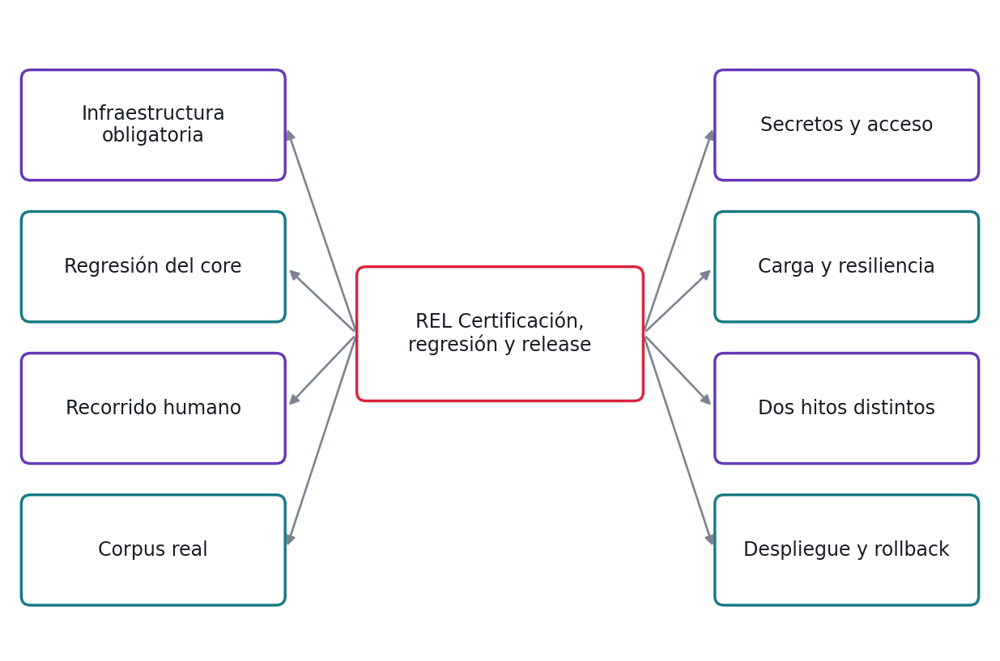 Infraestructura
obligatoria
Regresión del core
Recorrido humano
Corpus real
REL Certificación,
regresión y release
Secretos y acceso
Carga y resiliencia
Dos hitos distintos
Despliegue y rollback